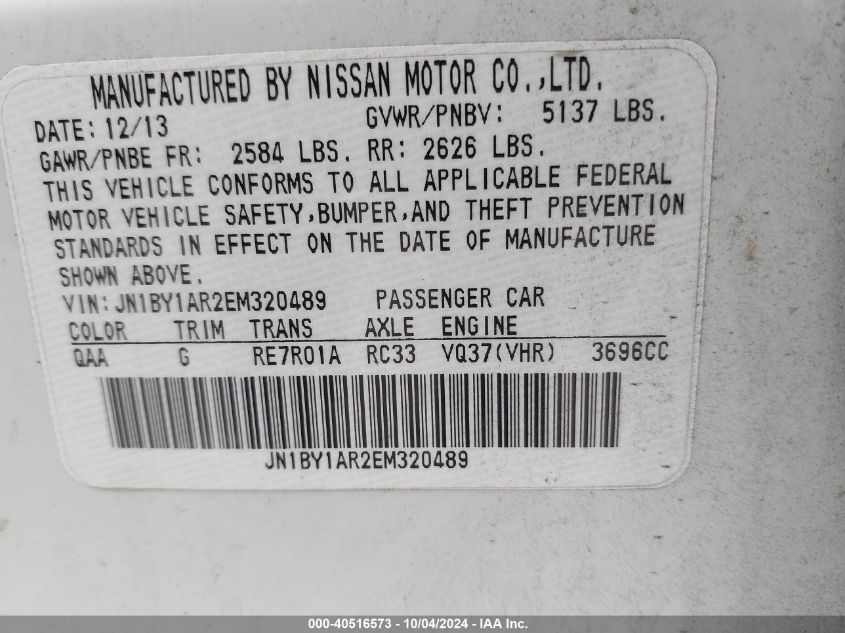 MANUFACTURED BY NISSAN MOTOR CO.,LTD.
DATE: 12/13 GVWR/PNBV: 5137 LBS.
GAWR/PNBE FR: 2584 LBS. RR: 2626 LBS.
THIS VEHICLE CONFORMS TO ALL APPLICABLE FEDERAL
MOTOR VEHICLE SAFETY,BUMPER,AND THEFT PREVENTION
STANDARDS IN EFFECT ON THE DATE OF MANUFACTURE
SHOWN ABOVE.
VIN:JN1BY1AR2EM320489 PASSENGER CAR
COLOR TRIM TRANS AXLE ENGINE
QAA G RE7R01A RC33 VQ37(VHR) 3696CC
JN1BY1AR2EM320489
000-40516573 - 10/04/2024 - IAA Inc.